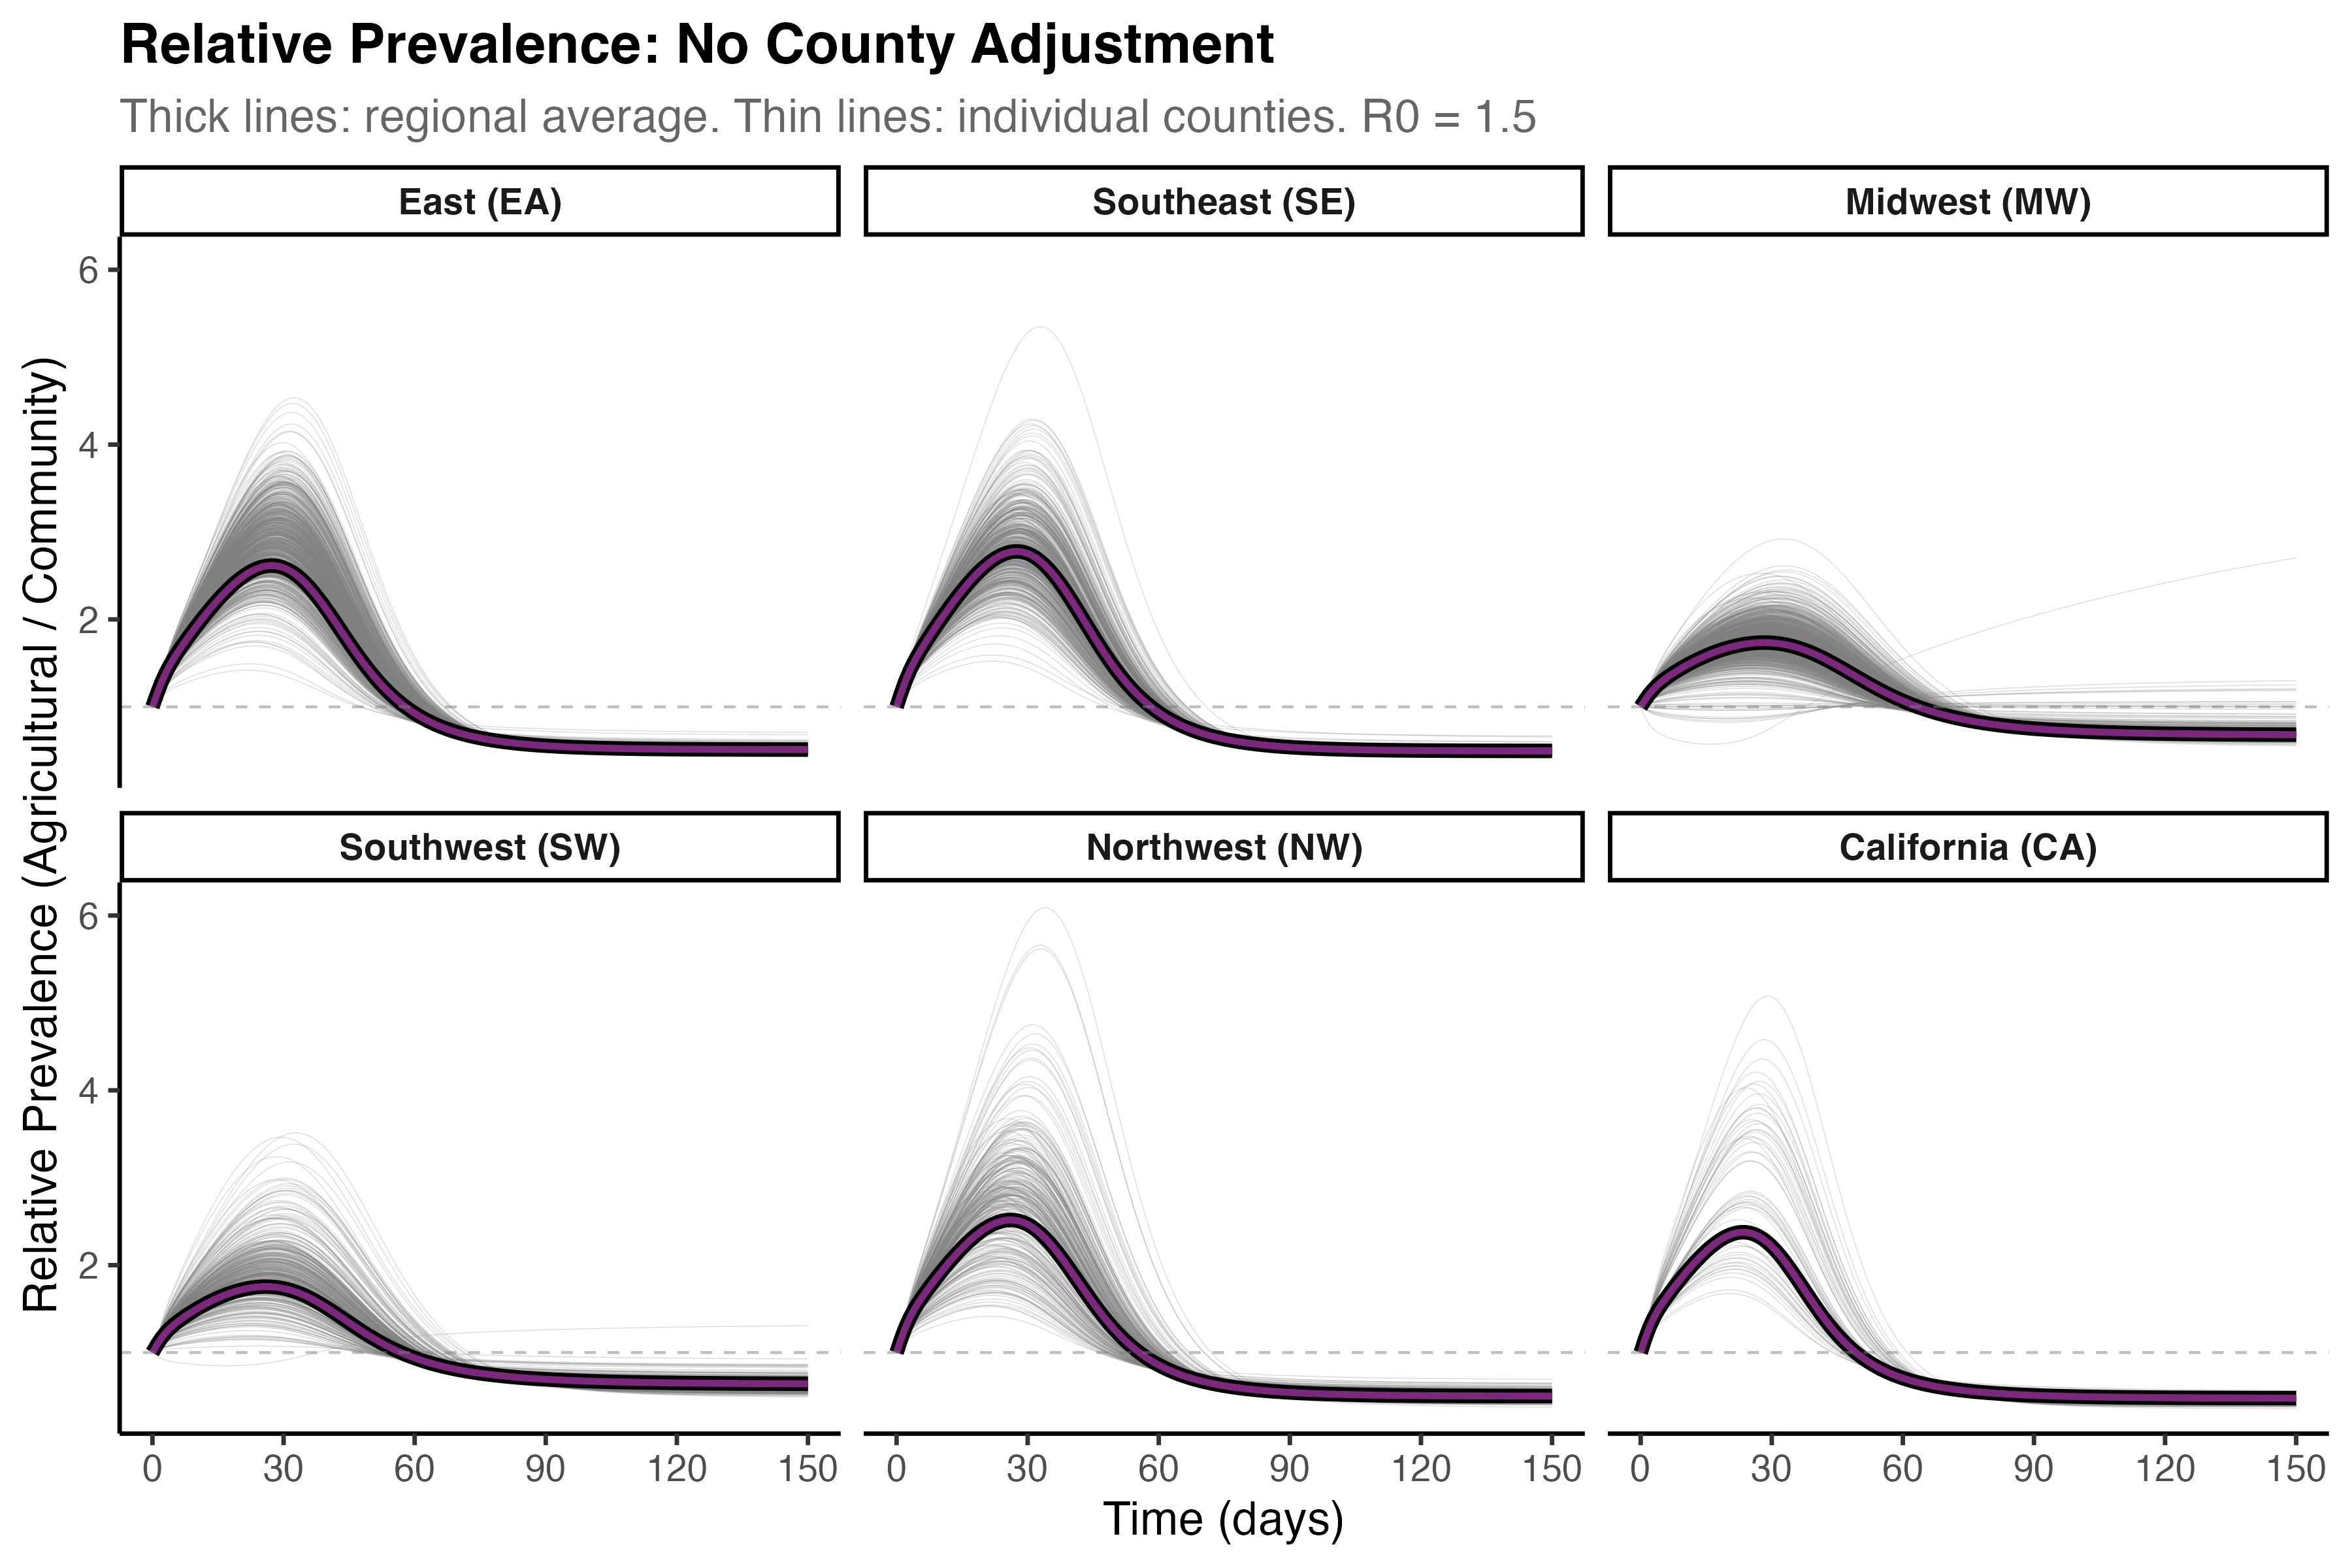 Relative Prevalence: No County Adjustment
Thick lines: regional average. Thin lines: individual counties. R0 = 1.5
East (EA)
Southeast (SE)
Midwest (MW)
6
4
2
Southwest (SW)
Northwest (NW)
California (CA)
6
4
2
0 30 60 90 120 150
0 30 60 90 120 150
0 30 60 90 120 150
Time (days)
Relative Prevalence (Agricultural / Community)